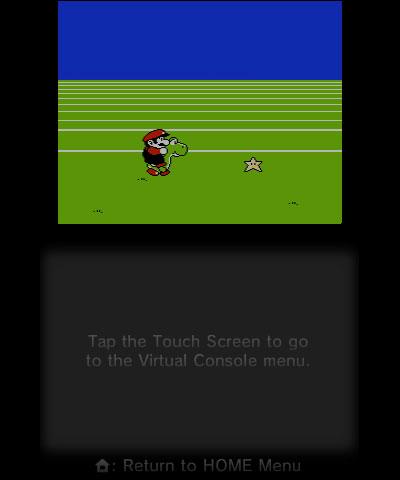 Tap the Touch Screen to go
to the Virtual Console menu.
: Return to HOME Menu